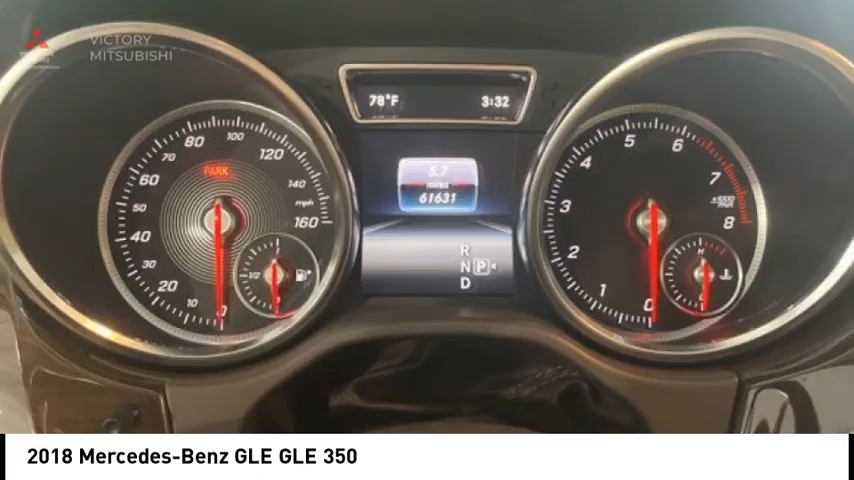 VICTORY
MITSUBISHI
78°F 3:32
5.7
miles
61631
R
N P
D
PARK
0
10
20
30
40
50
60
70
80
100
120
140
mph
160
1/2
0
1
2
3
4
5
6
7
8
2018 Mercedes-Benz GLE GLE 350